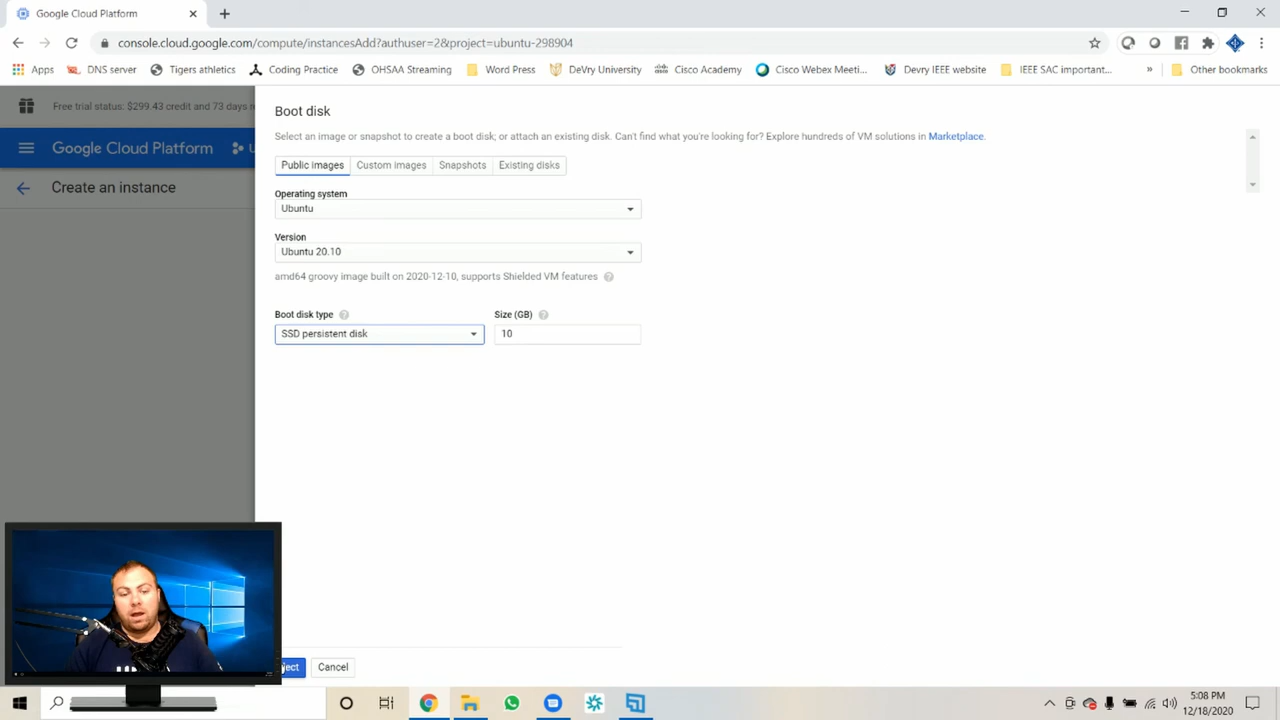 Google Cloud Platform
console.cloud.google.com/compute/instancesAdd?authuser=2&project=ubuntu-298904
Apps
DNS server
Tigers athletics
Coding Practice
OHSAA Streaming
Word Press
DeVry University
Cisco Academy
Cisco Webex Meeti...
Devry IEEE website
IEEE SAC important...
»
Other bookmarks
Free trial status: $299.43 credit and 73 days
Google Cloud Platform
Create an instance
Boot disk
Select an image or snapshot to create a boot disk; or attach an existing disk. Can't find what you're looking for? Explore hundreds of VM solutions in Marketplace.
Public images
Custom images
Snapshots
Existing disks
Operating system
Ubuntu
Version
Ubuntu 20.10
amd64 groovy image built on 2020-12-10, supports Shielded VM features
Boot disk type
Size (GB)
SSD persistent disk
10
Cancel
5:08 PM
12/18/2020